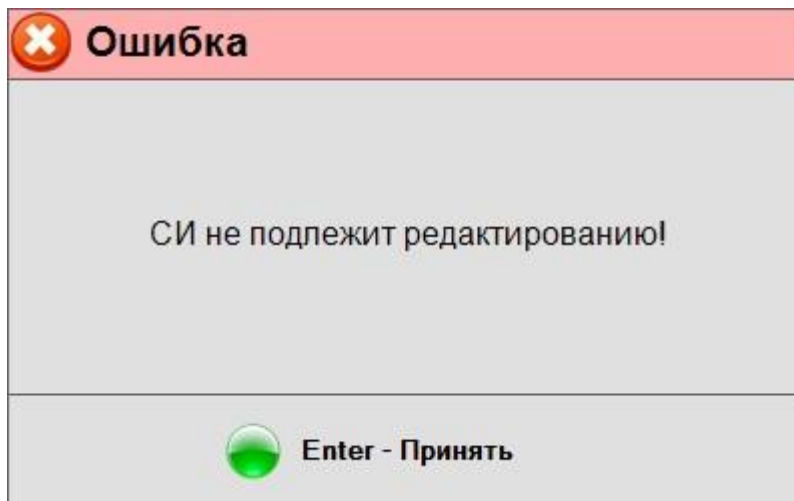 Ошибка
СИ не подлежит редактированию!
Enter - Принять